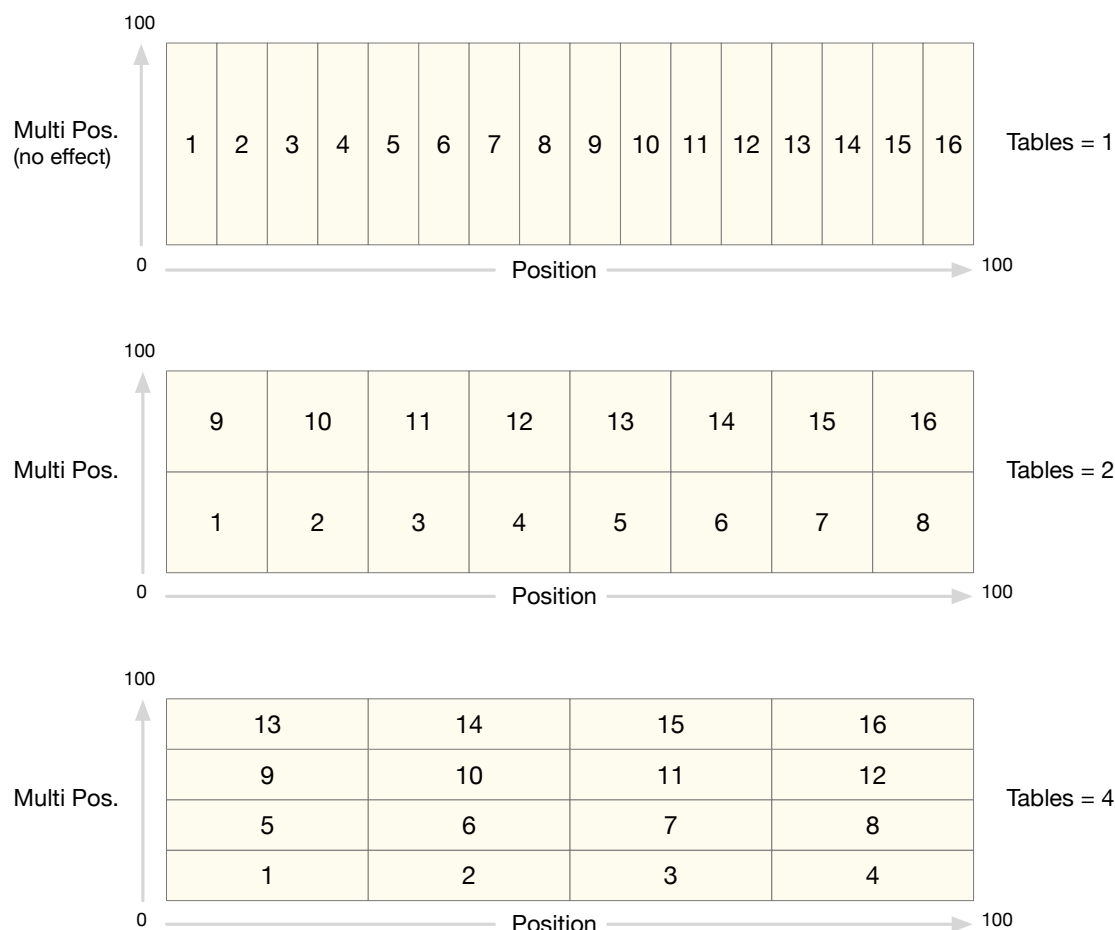 100
Multi Pos.
(no effect)
1 2 3 4 5 6 7 8 9 10 11 12 13 14 15 16
Tables = 1
0 Position 100
100
9 10 11 12 13 14 15 16
Multi Pos.
Tables = 2
1 2 3 4 5 6 7 8
0 Position 100
100
13 14 15 16
9 10 11 12
Multi Pos.
Tables = 4
5 6 7 8
1 2 3 4
0 Position 100